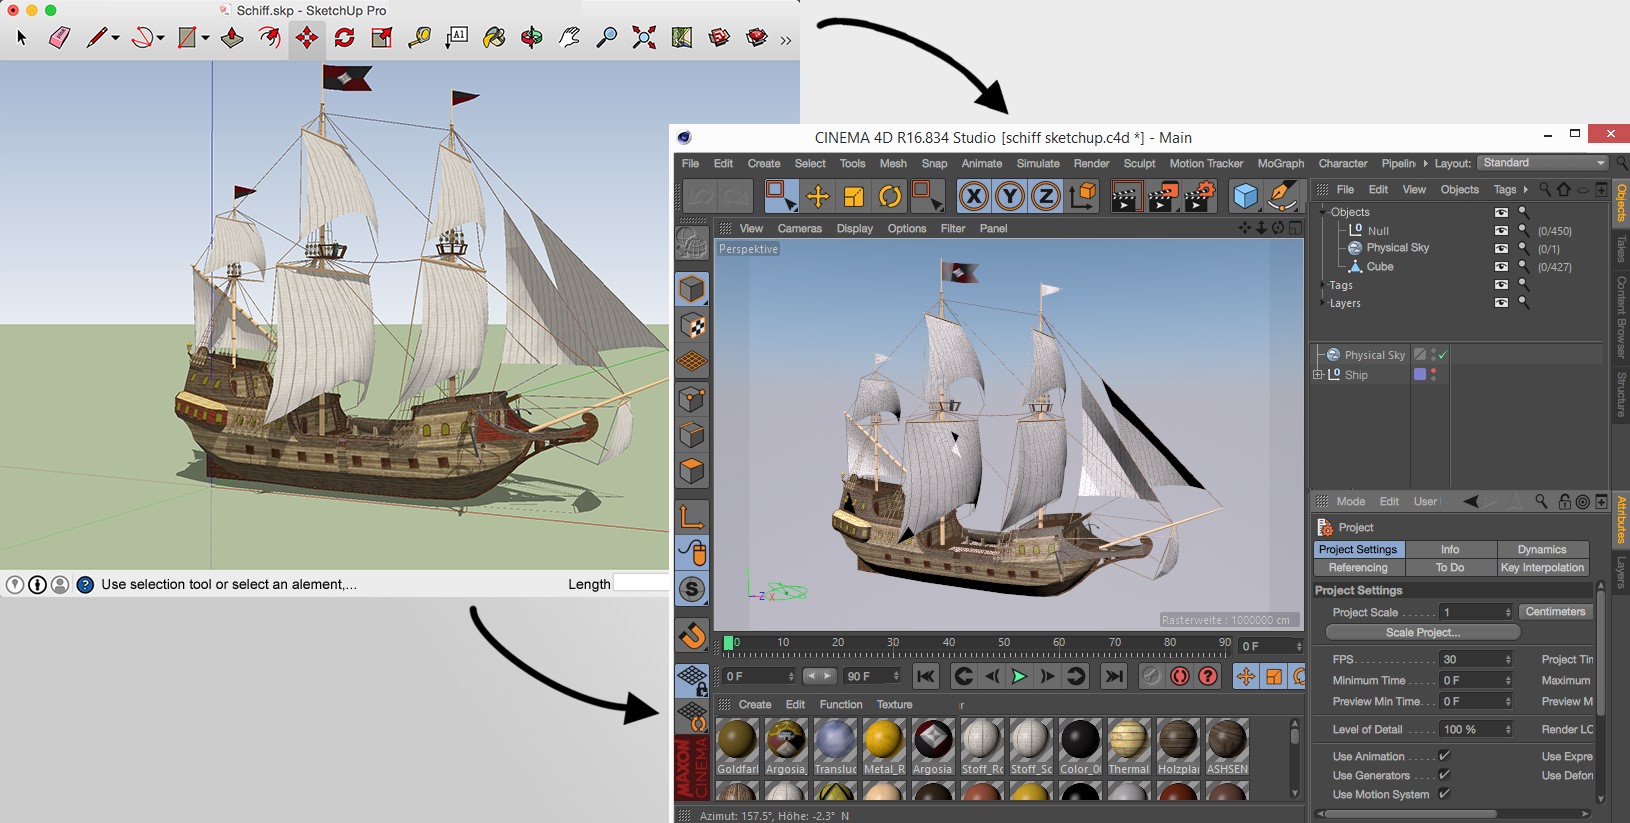 Schiff.skp - SketchUp Pro
A1
Use selection tool or select an alement,...
Length
CINEMA 4D R16.834 Studio [schiff sketchup.c4d *] - Main
File Edit Create Select Tools Mesh Snap Animate Simulate Render Sculpt Motion Tracker MoGraph Character Pipelin Layout: Standard
X Y Z
File Edit View Objects Tags
View Cameras Display Options Filter Panel
Perspektive
Objects
Null (0/450)
Physical Sky (0/1)
Cube (0/427)
Tags
Layers
Physical Sky
Ship
Objects
Takes
Content Browser
Structure
Mode Edit User
Project
Project Settings Info Dynamics
Referencing To Do Key Interpolation
Project Settings
Project Scale ...... 1 Centimeters
Scale Project...
FPS 30 Project Tin
Minimum Time . . 0 F Maximum
Preview Min Time. . . 0 F Preview M
Level of Detail .... 100 % Render LC
Use Animation Use Expre
Use Generators Use Defor
Use Motion System
Attributes
Layers
Z X
Rasterweite : 1000000 cm
0 10 20 30 40 50 60 70 80 90 0 F
0 F 90 F
Create Edit Function Texture
Goldfarl Argosia_ Transluc Metal_R Argosia Stoff_Ro Stoff_Sc Color_00 Thermal Holzplan ASHSEN
MAXON
CINEMA
Azimut: 157.5°, Höhe: -2.3° N